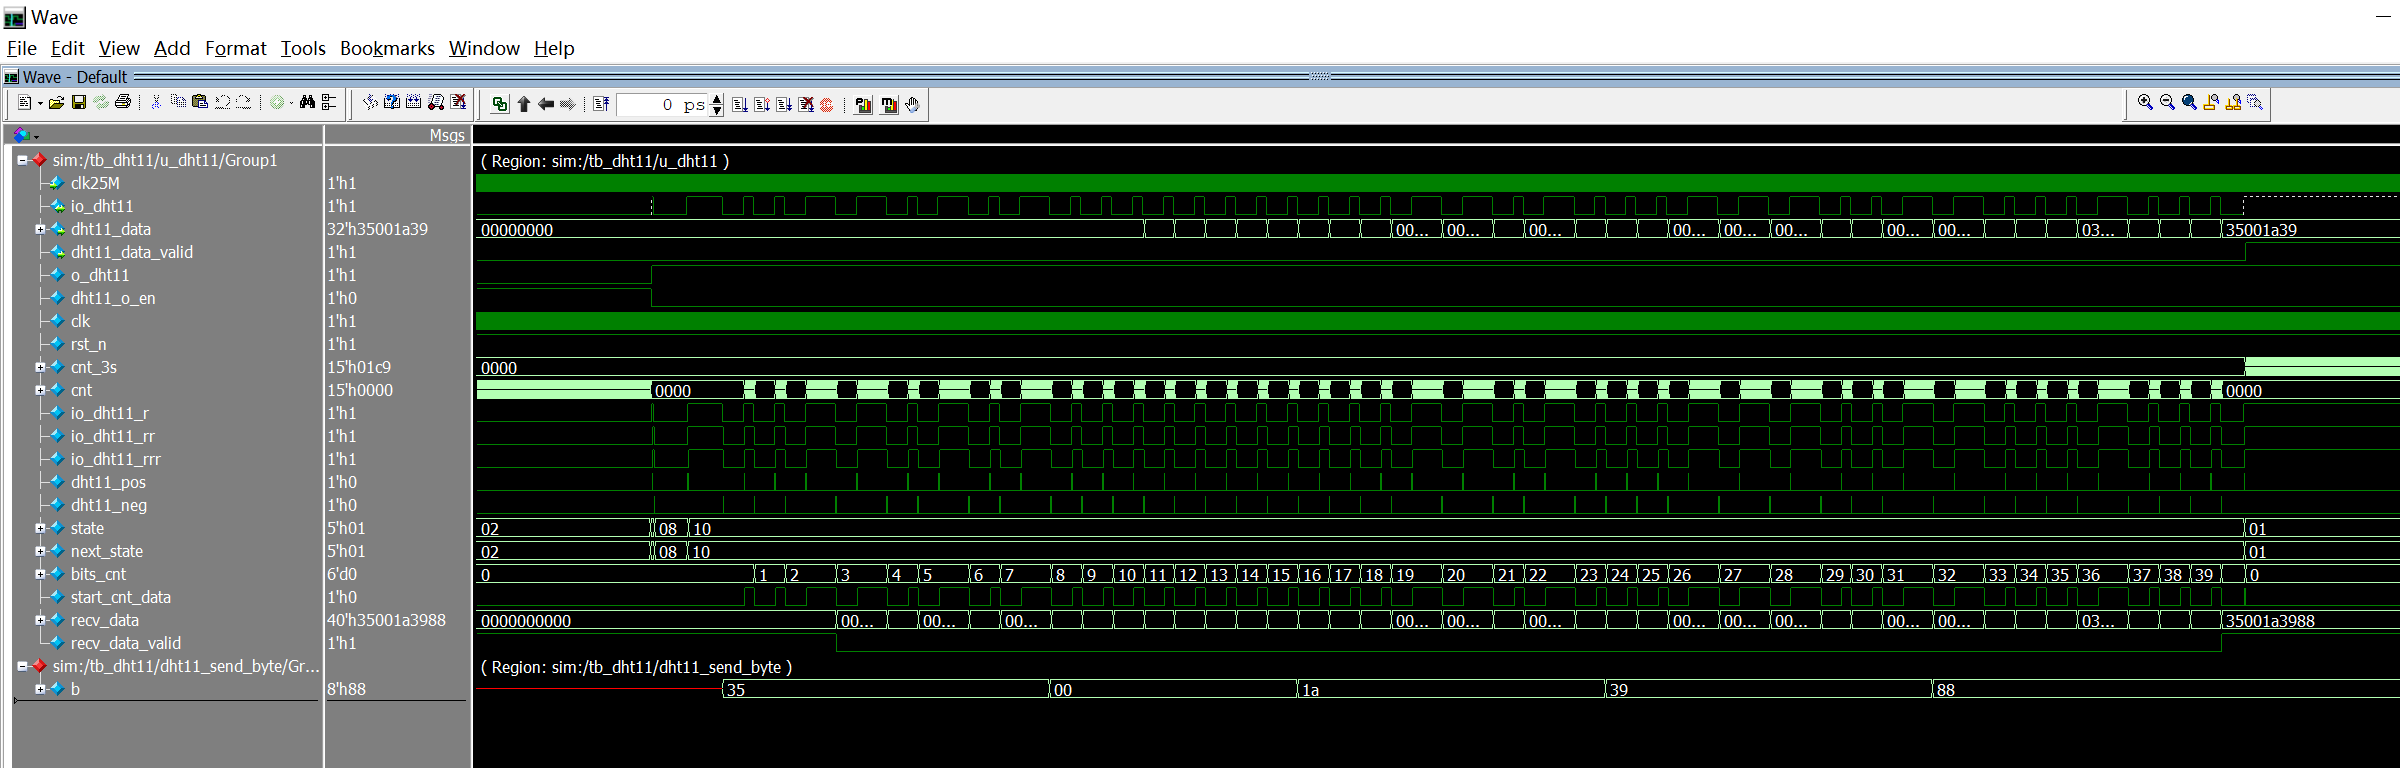 Wave
File Edit View Add Format Tools Bookmarks Window Help
Wave - Default
0 ps
Msgs
sim:/tb_dht11/u_dht11/Group1 ( Region: sim:/tb_dht11/u_dht11 )
clk25M 1'h1
io_dht11 1'h1
dht11_data 32'h35001a39 00000000 00... 00... 00... 00... 00... 00... 00... 00... 03... 35001a39
dht11_data_valid 1'h1
o_dht11 1'h1
dht11_o_en 1'h0
clk 1'h1
rst_n 1'h1
cnt_3s 15'h01c9 0000
cnt 15'h0000 0000 0000
io_dht11_r 1'h1
io_dht11_rr 1'h1
io_dht11_rrr 1'h1
dht11_pos 1'h0
dht11_neg 1'h0
state 5'h01 02 08 10 01
next_state 5'h01 02 08 10 01
bits_cnt 6'd0 0 1 2 3 4 5 6 7 8 9 10 11 12 13 14 15 16 17 18 19 20 21 22 23 24 25 26 27 28 29 30 31 32 33 34 35 36 37 38 39 0
start_cnt_data 1'h0
recv_data 40'h35001a3988 0000000000 00... 00... 00... 00... 00... 00... 00... 00... 00... 00... 00... 03... 35001a3988
recv_data_valid 1'h1
sim:/tb_dht11/dht11_send_byte/Gr... ( Region: sim:/tb_dht11/dht11_send_byte )
b 8'h88 35 00 1a 39 88